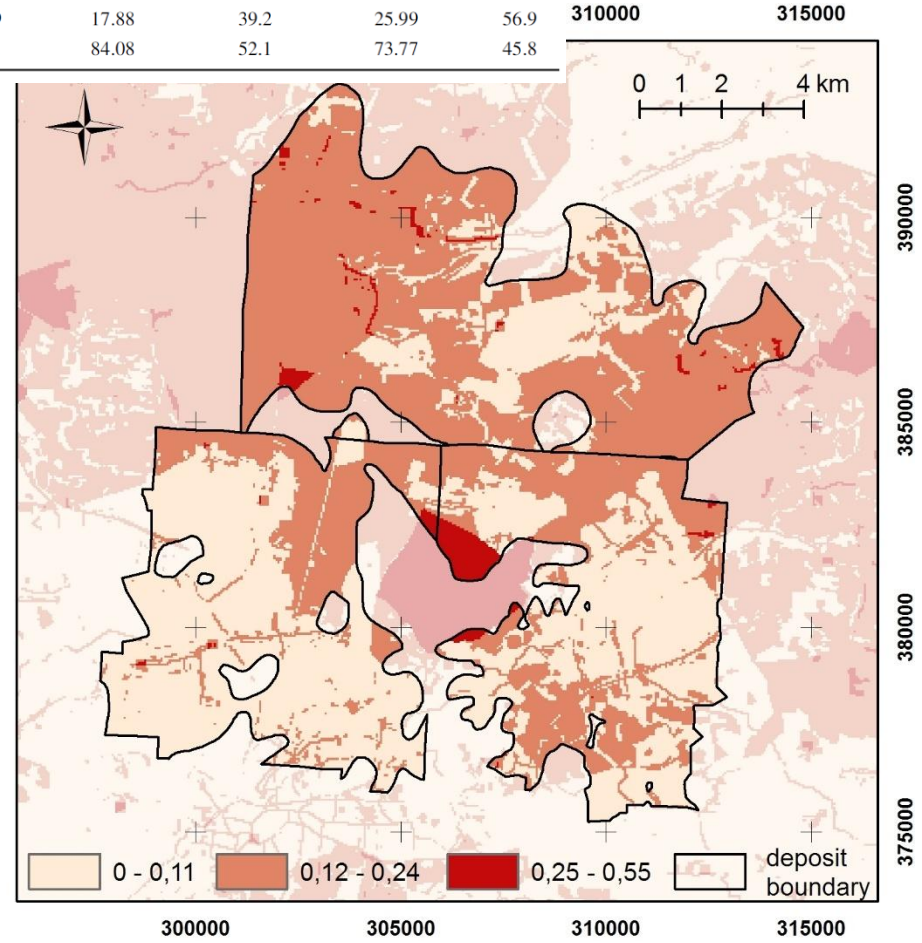 17.88 39.2 25.99 56.9
84.08 52.1 73.77 45.8
310000 315000
0 1 2 4 km
390000
385000
380000
375000
0 - 0,11 0,12 - 0,24 0,25 - 0,55 deposit
boundary
300000 305000 310000 315000